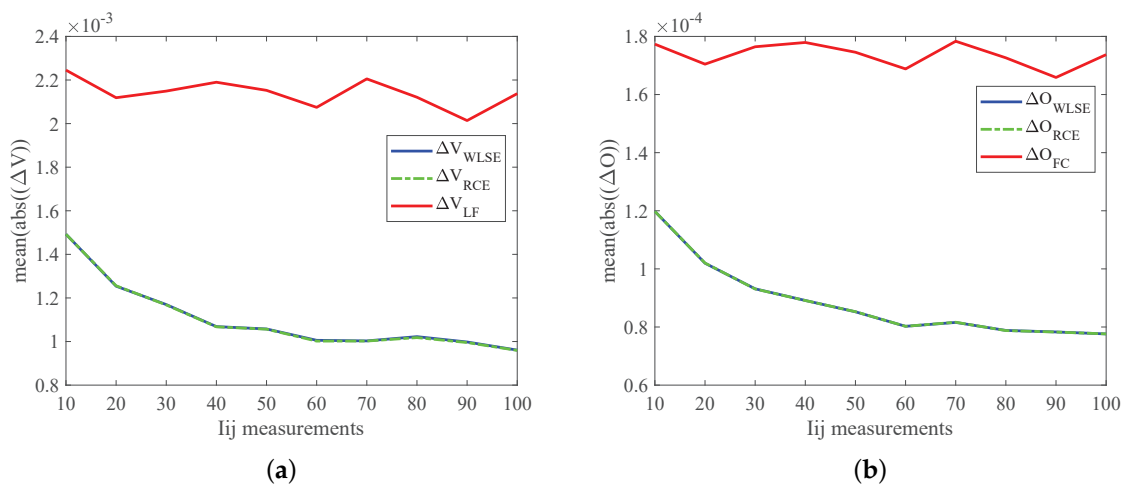 ×10⁻³
2.4
2.2
2
1.8
1.6
1.4
1.2
1
0.8
mean(abs((ΔV))
ΔV_WLSE
ΔV_RCE
ΔV_LF
10 20 30 40 50 60 70 80 90 100
Iij measurements
(a)
×10⁻⁴
1.8
1.6
1.4
1.2
1
0.8
0.6
mean(abs((ΔO))
ΔO_WLSE
ΔO_RCE
ΔO_FC
10 20 30 40 50 60 70 80 90 100
Iij measurements
(b)